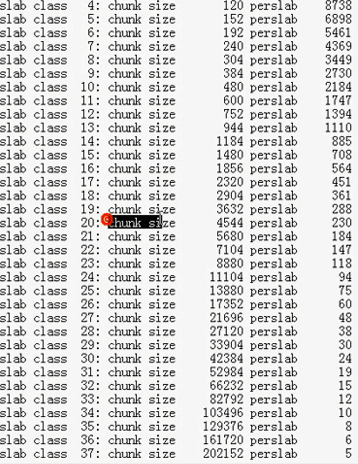 slab class 4: chunk size 120 perslab 8738
slab class 5: chunk size 152 perslab 6898
slab class 6: chunk size 192 perslab 5461
slab class 7: chunk size 240 perslab 4369
slab class 8: chunk size 304 perslab 3449
slab class 9: chunk size 384 perslab 2730
slab class 10: chunk size 480 perslab 2184
slab class 11: chunk size 600 perslab 1747
slab class 12: chunk size 752 perslab 1394
slab class 13: chunk size 944 perslab 1110
slab class 14: chunk size 1184 perslab 885
slab class 15: chunk size 1480 perslab 708
slab class 16: chunk size 1856 perslab 564
slab class 17: chunk size 2320 perslab 451
slab class 18: chunk size 2904 perslab 361
slab class 19: chunk size 3632 perslab 288
slab class 20: chunk size 4544 perslab 230
slab class 21: chunk size 5680 perslab 184
slab class 22: chunk size 7104 perslab 147
slab class 23: chunk size 8880 perslab 118
slab class 24: chunk size 11104 perslab 94
slab class 25: chunk size 13880 perslab 75
slab class 26: chunk size 17352 perslab 60
slab class 27: chunk size 21696 perslab 48
slab class 28: chunk size 27120 perslab 38
slab class 29: chunk size 33904 perslab 30
slab class 30: chunk size 42384 perslab 24
slab class 31: chunk size 52984 perslab 19
slab class 32: chunk size 66232 perslab 15
slab class 33: chunk size 82792 perslab 12
slab class 34: chunk size 103496 perslab 10
slab class 35: chunk size 129376 perslab 8
slab class 36: chunk size 161720 perslab 6
slab class 37: chunk size 202152 perslab 5